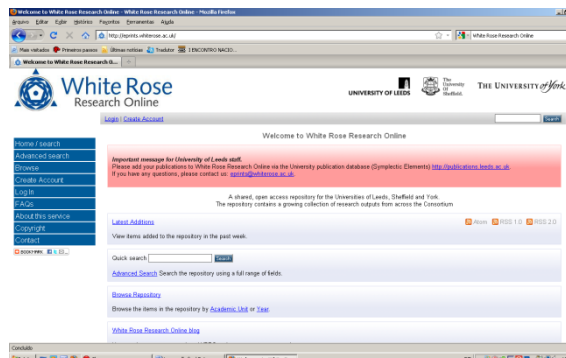 Welcome to White Rose Research Online - White Rose Research Online - Mozilla Firefox
Arquivo Editar Exibir Histórico Favoritos Ferramentas Ajuda
http://eprints.whiterose.ac.uk/
White Rose Research Online
Mais visitados Primeiros passos Últimas notícias Tradutor I ENCONTRO NACIO...
Welcome to White Rose Research O...
White Rose
Research Online
UNIVERSITY OF LEEDS
The University Of Sheffield.
THE UNIVERSITY of York
Login | Create Account
Search
Welcome to White Rose Research Online
Home / search
Advanced search
Browse
Create Account
Log In
FAQs
About this service
Copyright
Contact
BOOKMARK
Important message for University of Leeds staff.
Please add your publications to White Rose Research Online via the University publication database (Symplectic Elements) http://publications.leeds.ac.uk.
If you have any questions, please contact us: eprints@whiterose.ac.uk.
A shared, open access repository for the Universities of Leeds, Sheffield and York.
The repository contains a growing collection of research outputs from across the Consortium
Latest Additions
Atom RSS 1.0 RSS 2.0
View items added to the repository in the past week.
Quick search Search
Advanced Search Search the repository using a full range of fields.
Browse Repository
Browse the items in the repository by Academic Unit or Year.
White Rose Research Online blog
Concluído